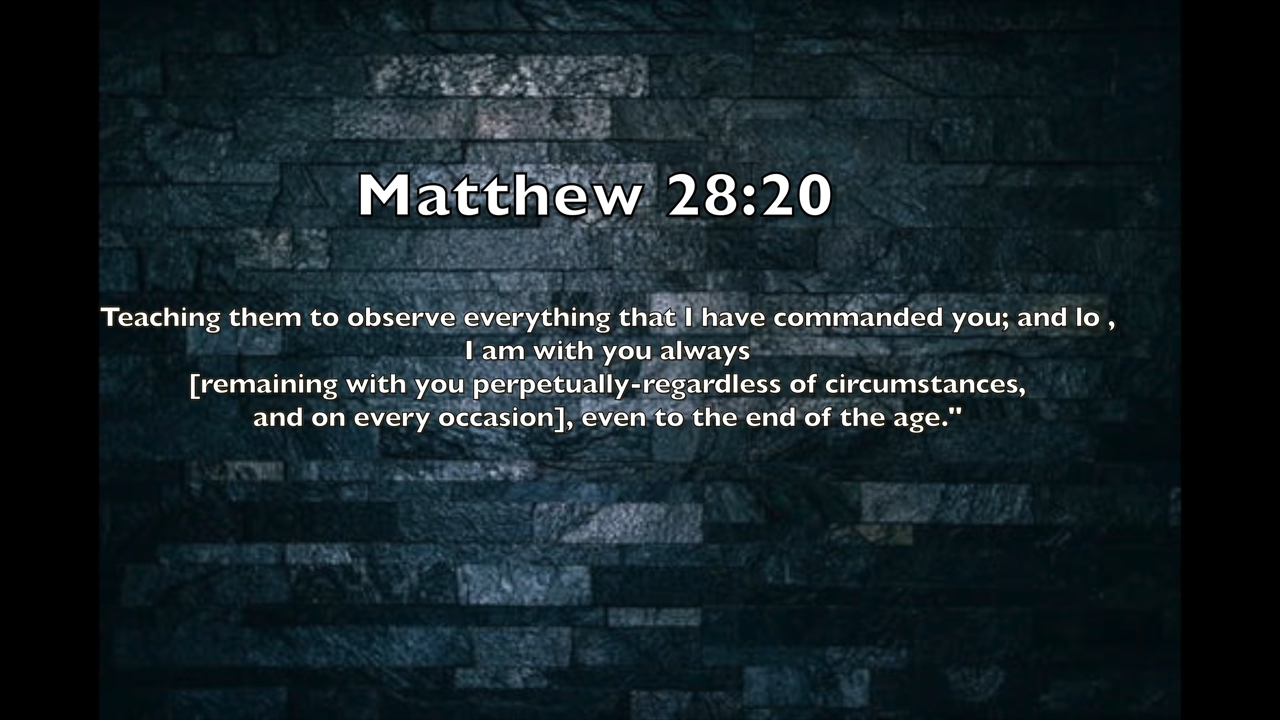 Matthew 28:20
Teaching them to observe everything that I have commanded you; and lo ,
I am with you always
[remaining with you perpetually-regardless of circumstances,
and on every occasion], even to the end of the age."